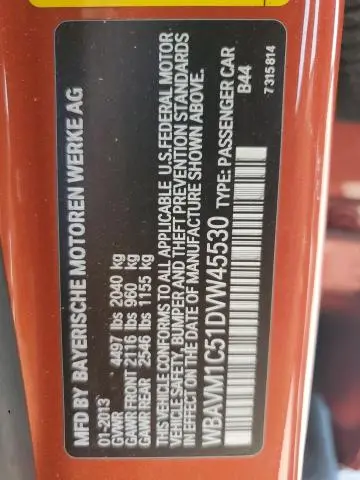 MFD BY BAYERISCHE MOTOREN WERKE AG
01-2013
GVWR 4497 lbs 2040 kg
GAWR FRONT 2116 lbs 960 kg
GAWR REAR 2546 lbs 1155 kg
THIS VEHICLE CONFORMS TO ALL APPLICABLE U.S.FEDERAL MOTOR
VEHICLE SAFETY, BUMPER AND THEFT PREVENTION STANDARDS
IN EFFECT ON THE DATE OF MANUFACTURE SHOWN ABOVE.
WBAVM1C51DVW45530 TYPE: PASSENGER CAR
B44
7315814